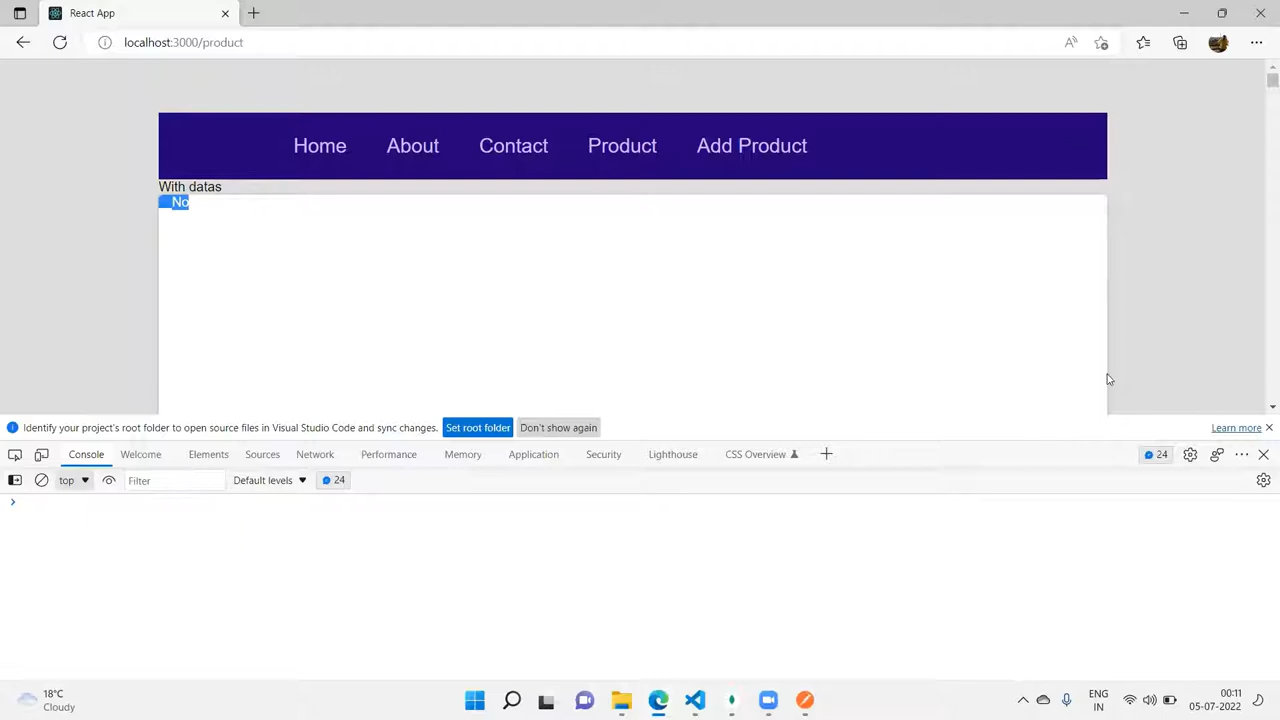 React App
localhost:3000/product
Home About Contact Product Add Product
With datas
No
Identify your project's root folder to open source files in Visual Studio Code and sync changes. Set root folder Don't show again Learn more
Console Welcome Elements Sources Network Performance Memory Application Security Lighthouse CSS Overview 24
top Filter Default levels 24
18°C ENG 00:11
Cloudy IN 05-07-2022